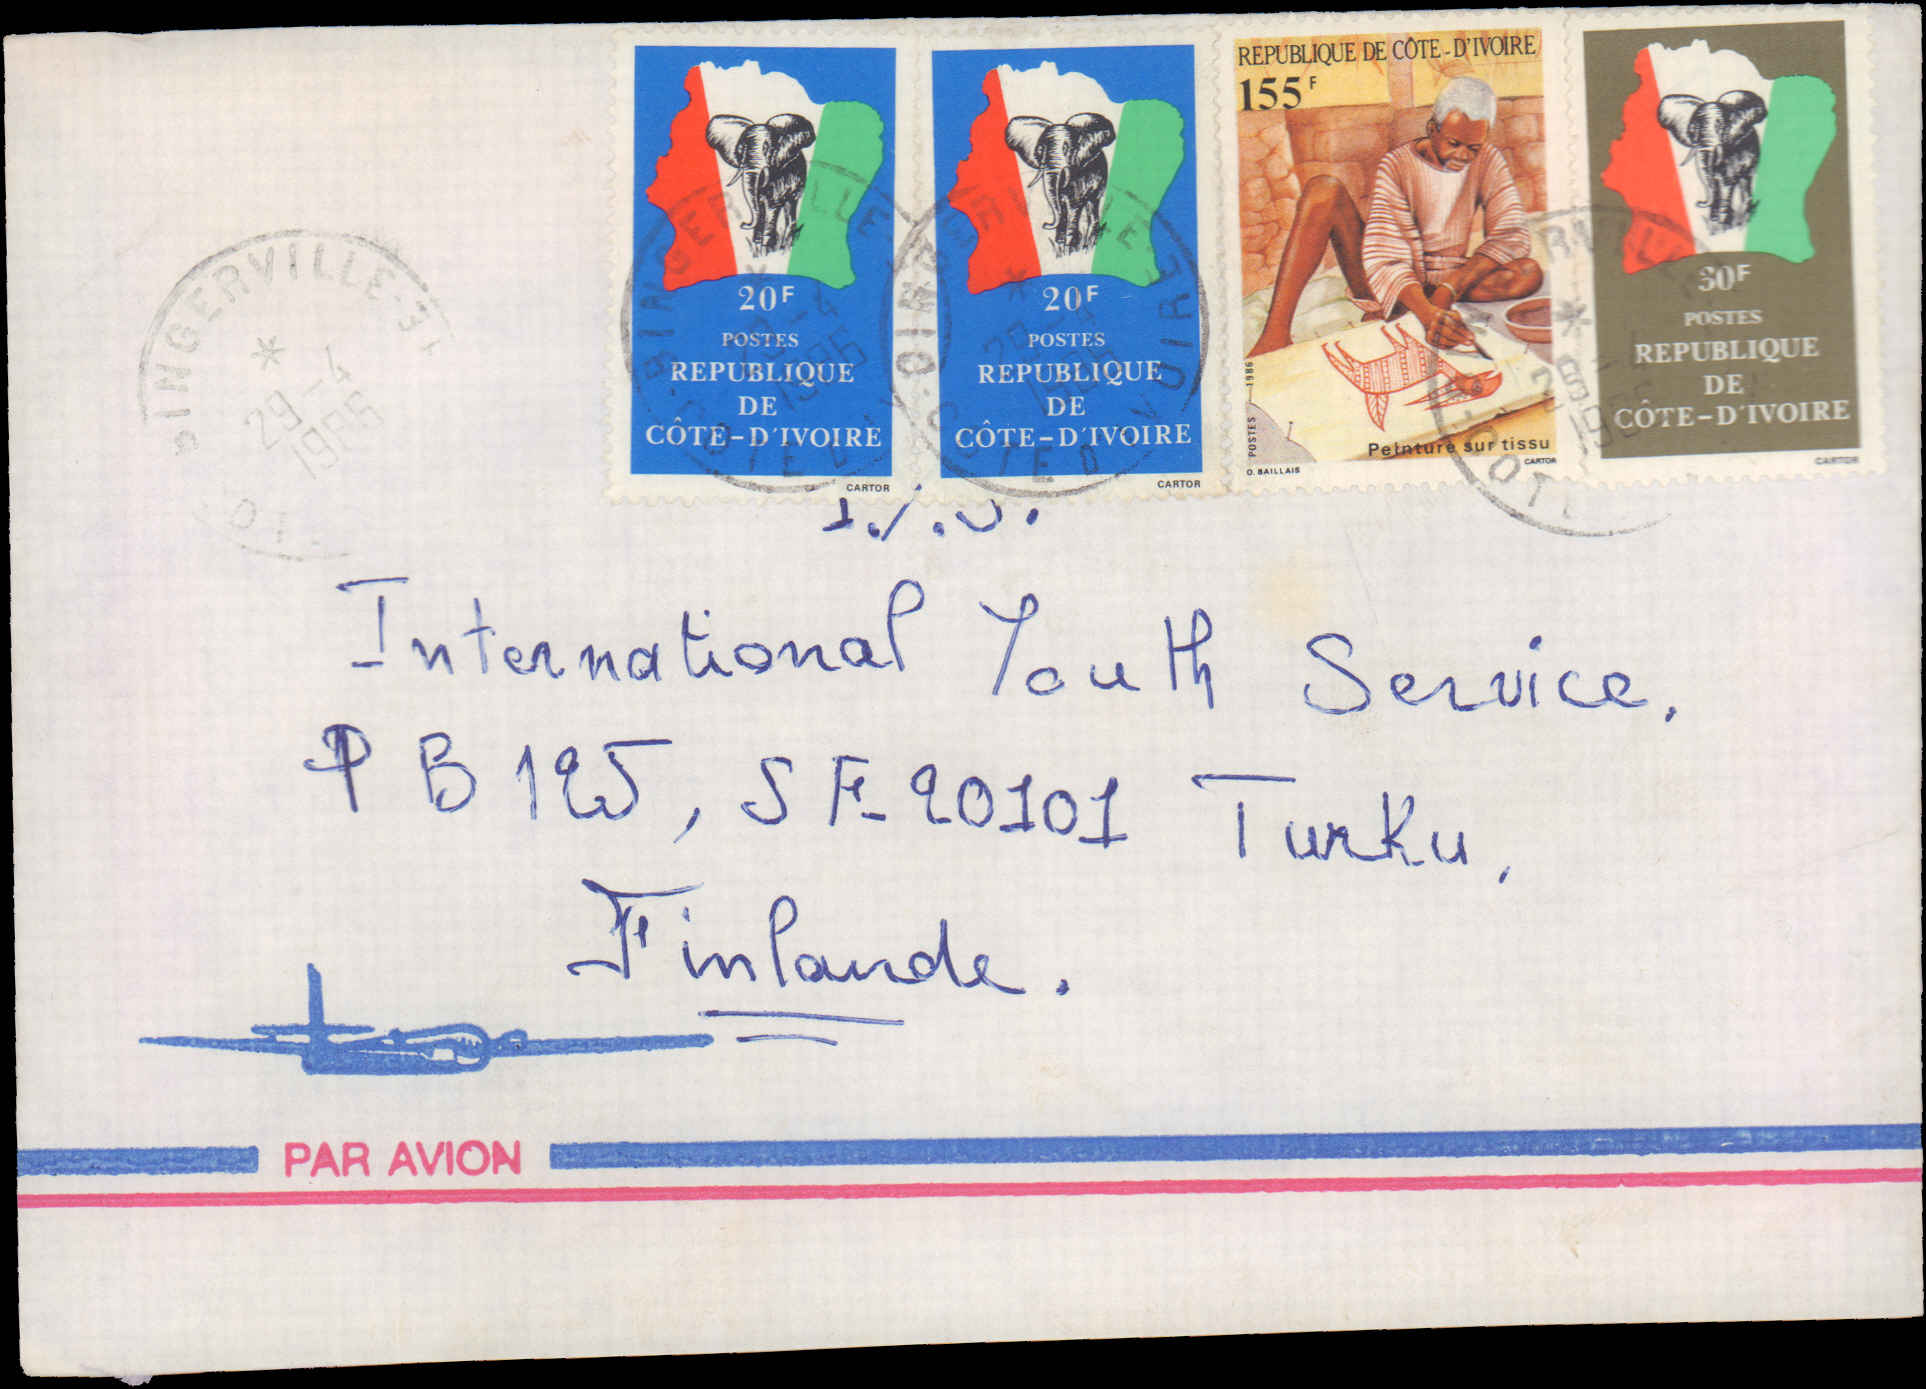 20F
POSTES
REPUBLIQUE
DE
CÔTE-D'IVOIRE
CARTOR
20F
POSTES
REPUBLIQUE
DE
CÔTE-D'IVOIRE
CARTOR
REPUBLIQUE DE CÔTE-D'IVOIRE
155F
POSTES 1986
Peinture sur tissu
O. BAILLAIS
CARTOR
30F
POSTES
REPUBLIQUE
DE
CÔTE-D'IVOIRE
CARTOR
BINGERVILLE
29-4
1986
I.Y.S.
International Youth Service.
P B 125, SF-20101 Turku,
Finlande.
PAR AVION